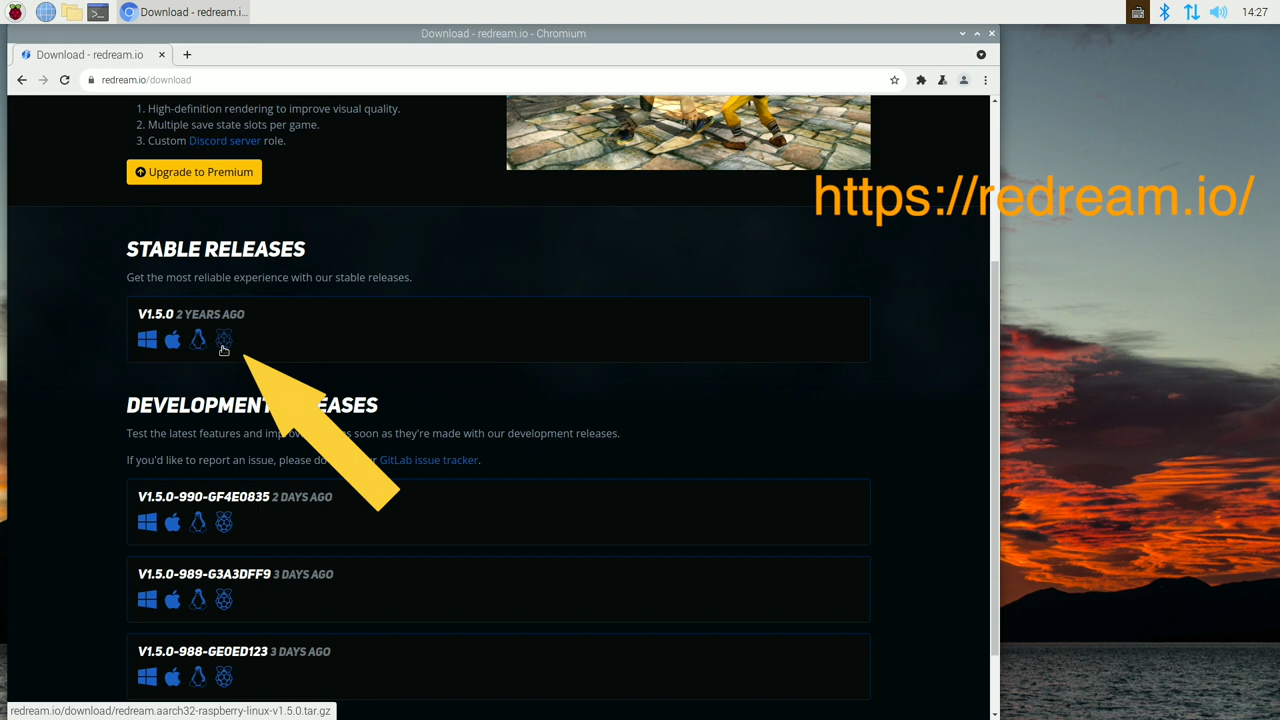 Download - redream.i...
14:27
Download - redream.io - Chromium
Download - redream.io
redream.io/download
1. High-definition rendering to improve visual quality.
2. Multiple save state slots per game.
3. Custom Discord server role.
Upgrade to Premium
https://redream.io/
STABLE RELEASES
Get the most reliable experience with our stable releases.
V1.5.0 2 YEARS AGO
DEVELOPMENT EASES
Test the latest features and impro s soon as they're made with our development releases.
If you'd like to report an issue, please do r GitLab issue tracker.
V1.5.0-990-GF4E0835 2 DAYS AGO
V1.5.0-989-G3A3DFF9 3 DAYS AGO
V1.5.0-988-GE0ED123 3 DAYS AGO
redream.io/download/redream.aarch32-raspberry-linux-v1.5.0.tar.gz